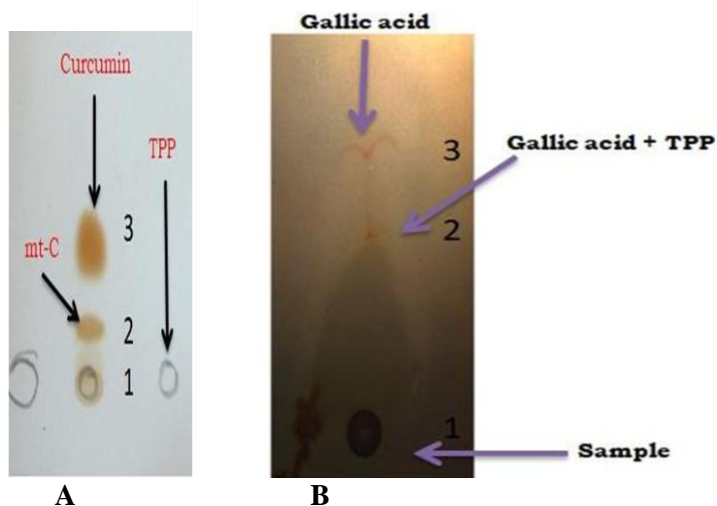 Gallic acid
Curcumin
TPP
mt-C
3
2
1
3
Gallic acid + TPP
2
1
Sample
A
B